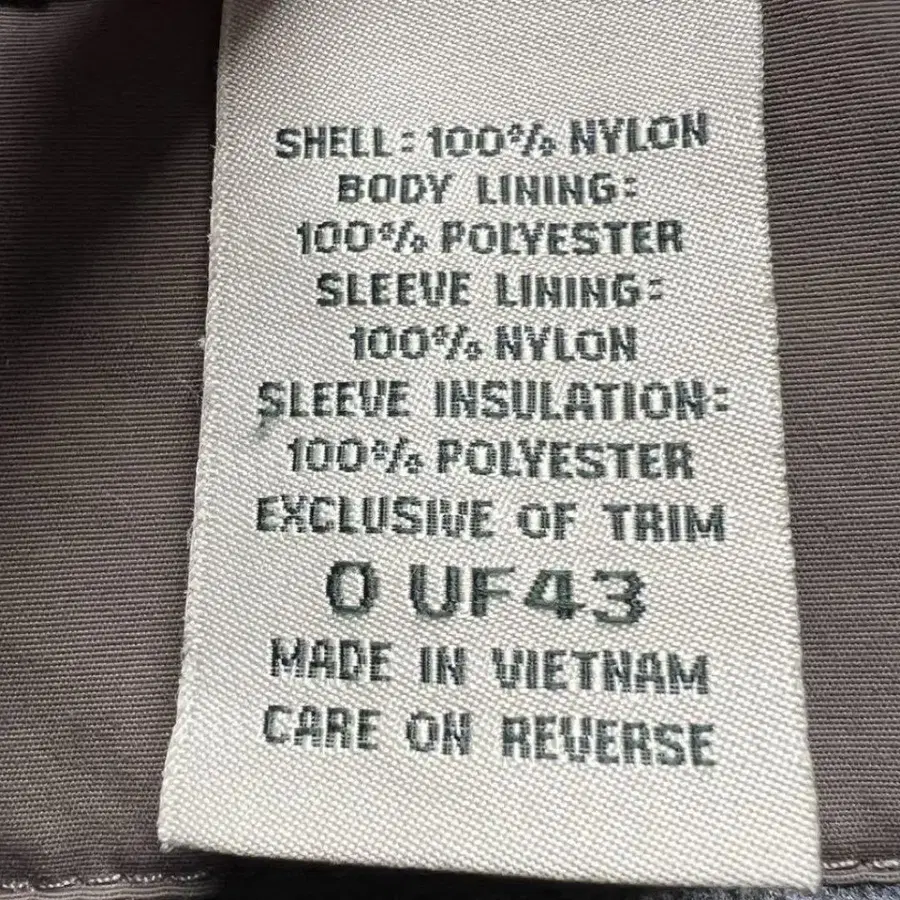 SHELL: 100% NYLON
BODY LINING:
100% POLYESTER
SLEEVE LINING:
100% NYLON
SLEEVE INSULATION:
100% POLYESTER
EXCLUSIVE OF TRIM
0 UF43
MADE IN VIETNAM
CARE ON REVERSE